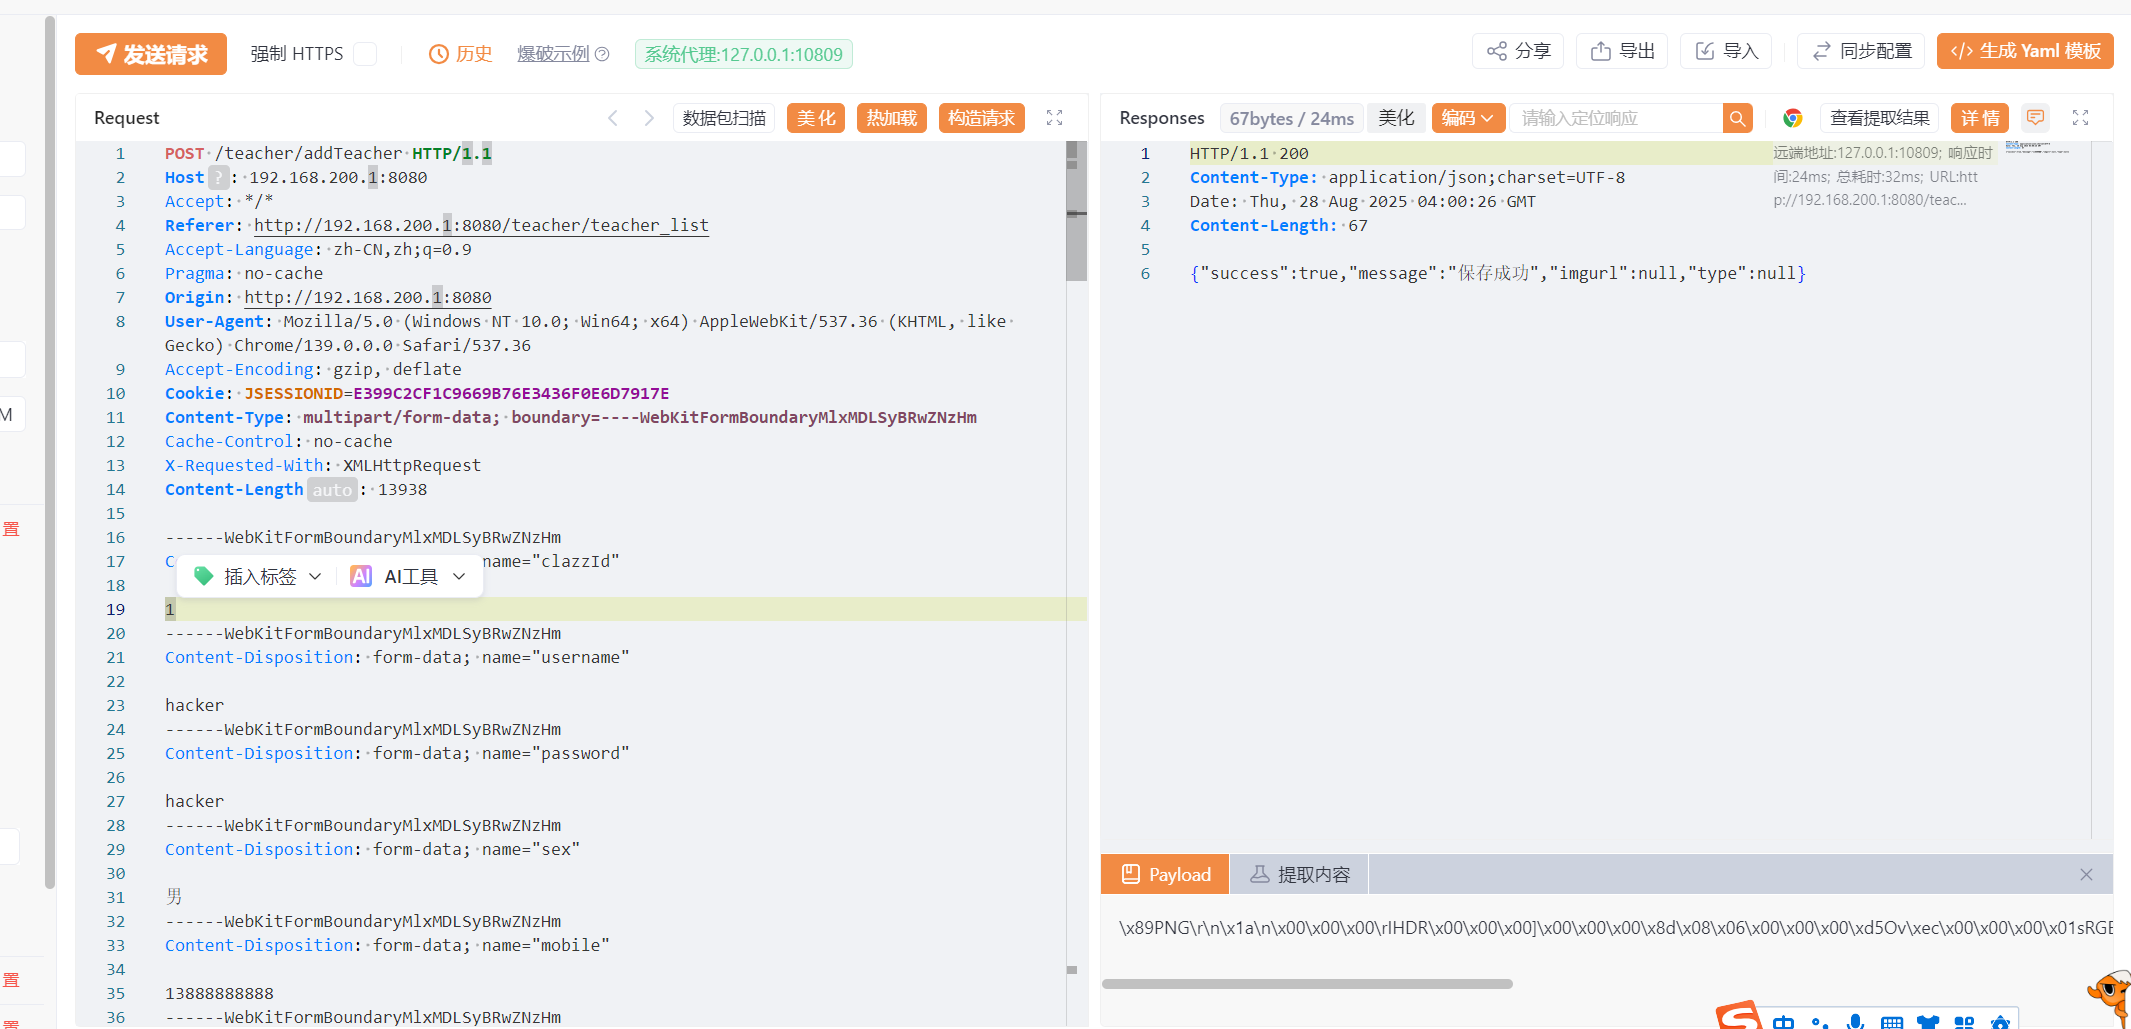 发送请求 强制 HTTPS 历史 爆破示例 系统代理:127.0.0.1:10809 分享 导出 导入 同步配置 </> 生成 Yaml 模板
Request 数据包扫描 美化 热加载 构造请求
1 POST /teacher/addTeacher HTTP/1.1
2 Host ? : 192.168.200.1:8080
3 Accept: */*
4 Referer: http://192.168.200.1:8080/teacher/teacher_list
5 Accept-Language: zh-CN,zh;q=0.9
6 Pragma: no-cache
7 Origin: http://192.168.200.1:8080
8 User-Agent: Mozilla/5.0 (Windows NT 10.0; Win64; x64) AppleWebKit/537.36 (KHTML, like
Gecko) Chrome/139.0.0.0 Safari/537.36
9 Accept-Encoding: gzip, deflate
10 Cookie: JSESSIONID=E399C2CF1C9669B76E3436F0E6D7917E
11 Content-Type: multipart/form-data; boundary=----WebKitFormBoundaryMlxMDLSyBRwZNzHm
12 Cache-Control: no-cache
13 X-Requested-With: XMLHttpRequest
14 Content-Length auto : 13938
15
16 ------WebKitFormBoundaryMlxMDLSyBRwZNzHm
17 C name="clazzId"
插入标签 AI AI工具
18
19 1
20 ------WebKitFormBoundaryMlxMDLSyBRwZNzHm
21 Content-Disposition: form-data; name="username"
22
23 hacker
24 ------WebKitFormBoundaryMlxMDLSyBRwZNzHm
25 Content-Disposition: form-data; name="password"
26
27 hacker
28 ------WebKitFormBoundaryMlxMDLSyBRwZNzHm
29 Content-Disposition: form-data; name="sex"
30
31 男
32 ------WebKitFormBoundaryMlxMDLSyBRwZNzHm
33 Content-Disposition: form-data; name="mobile"
34
35 13888888888
36 ------WebKitFormBoundaryMlxMDLSyBRwZNzHm
M
置
置
Responses 67bytes / 24ms 美化 编码 请输入定位响应 查看提取结果 详情
1 HTTP/1.1 200
2 Content-Type: application/json;charset=UTF-8
3 Date: Thu, 28 Aug 2025 04:00:26 GMT
4 Content-Length: 67
5
6 {"success":true,"message":"保存成功","imgurl":null,"type":null}
远端地址:127.0.0.1:10809; 响应时
间:24ms; 总耗时:32ms; URL:htt
p://192.168.200.1:8080/teac...
Payload 提取内容
\x89PNG\r\n\x1a\n\x00\x00\x00\rIHDR\x00\x00\x00]\x00\x00\x00\x8d\x08\x06\x00\x00\x00\xd5Ov\xec\x00\x00\x00\x01sRGE
中